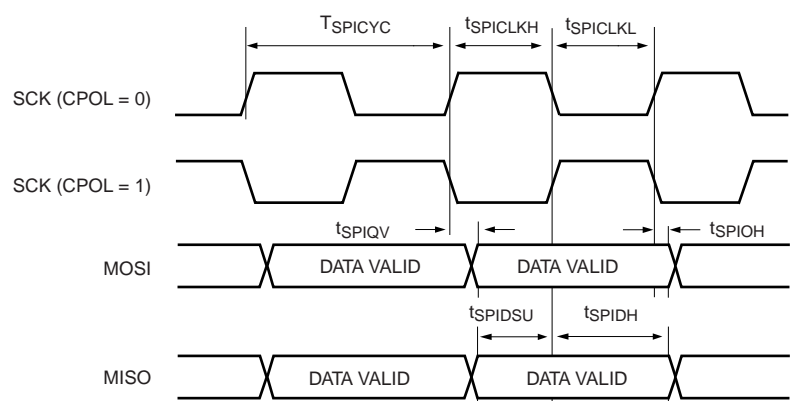 TSPICYC tSPICLKH tSPICLKL
SCK (CPOL = 0)
SCK (CPOL = 1)
tSPIQV tSPIOH
MOSI DATA VALID DATA VALID
tSPIDSU tSPIDH
MISO DATA VALID DATA VALID